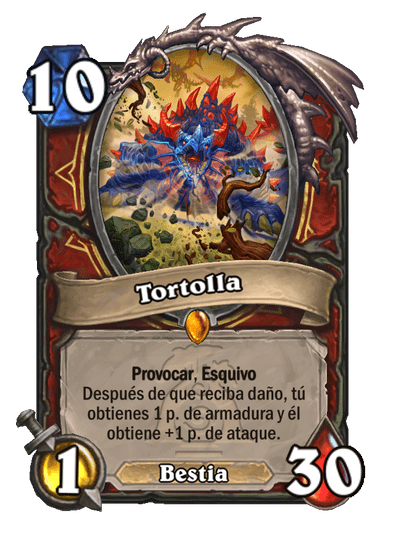 10
Tortolla
Provocar, Esquivo
Después de que reciba daño, tú
obtienes 1 p. de armadura y él
obtiene +1 p. de ataque.
1
Bestia
30